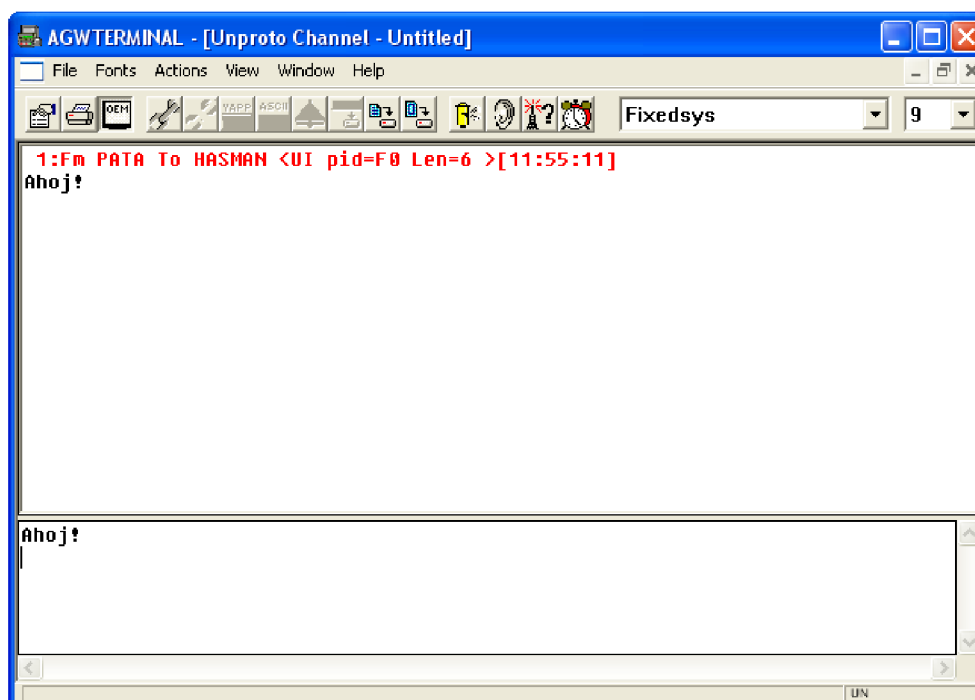 AGWTERMINAL - [Unproto Channel - Untitled]
File Fonts Actions View Window Help
OEM YAPP ASCII Fixedsys 9
1:Fm PATA To HASMAN <UI pid=F0 Len=6 >[11:55:11]
Ahoj!
Ahoj!
UN